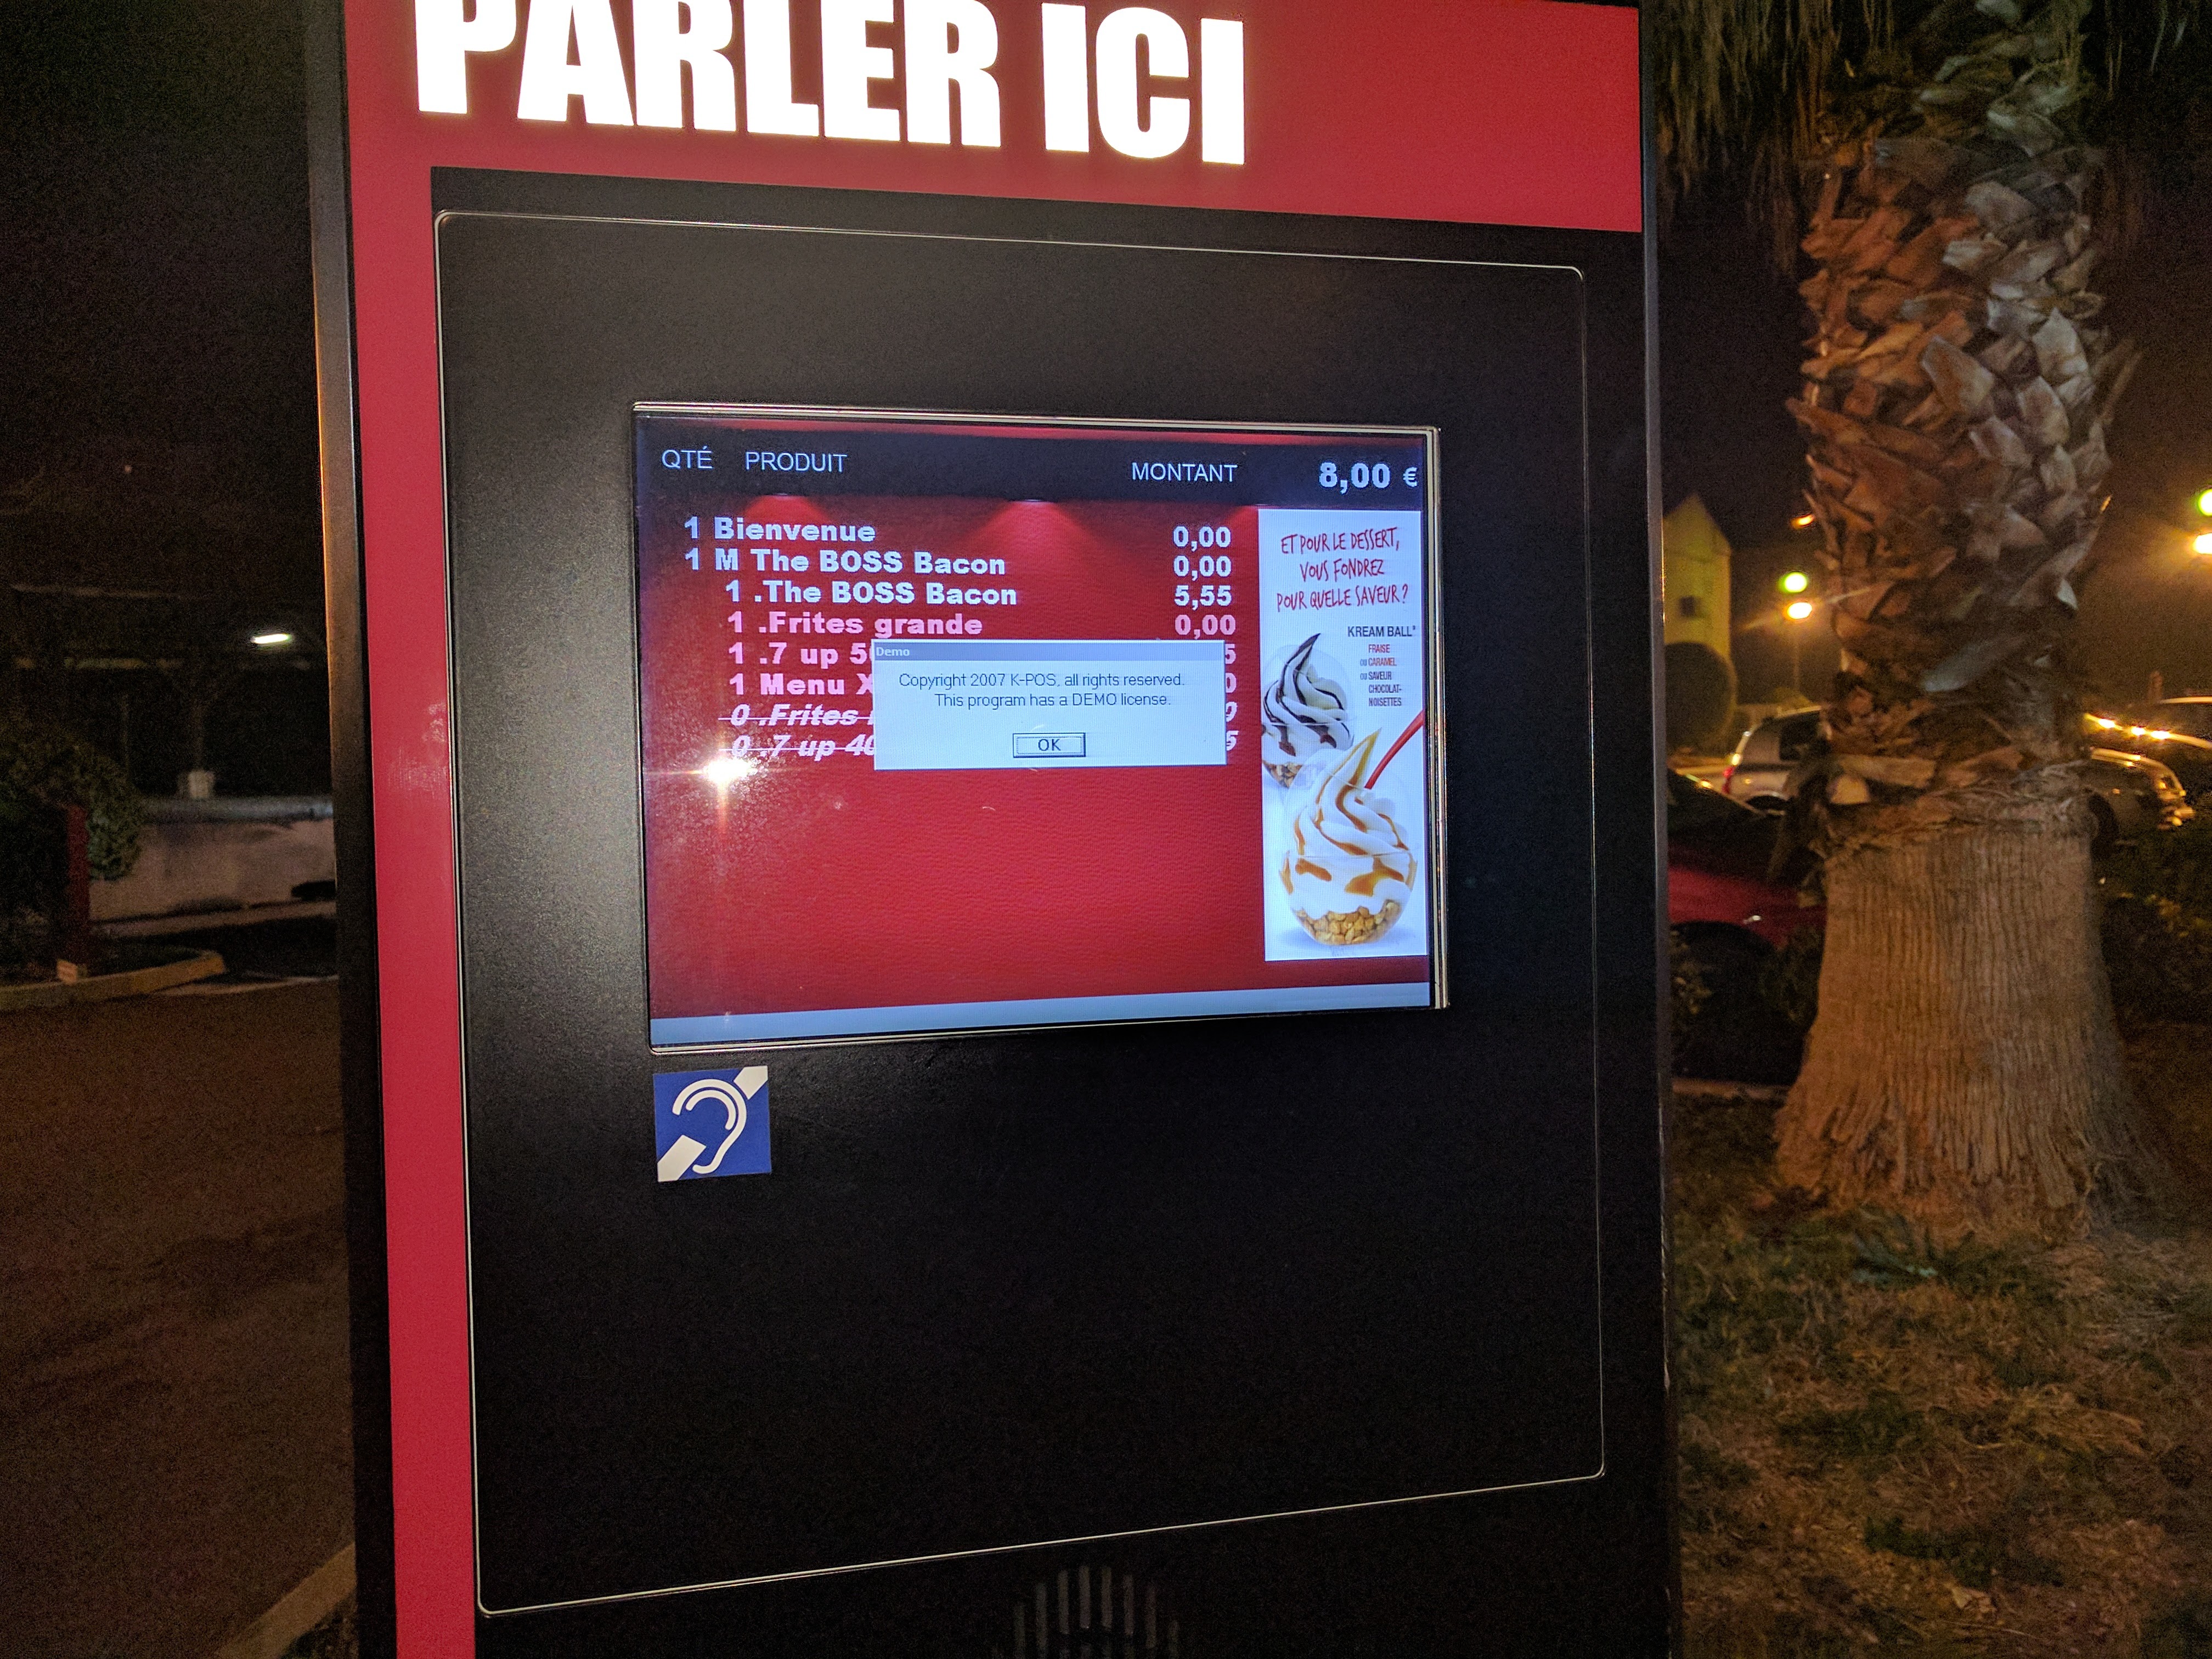 PARLER ICI
QTÉ PRODUIT MONTANT 8,00 €
1 Bienvenue 0,00
1 M The BOSS Bacon 0,00
1 .The BOSS Bacon 5,55
1 .Frites grande 0,00
1 .7 up 5
1 Menu X
0 .Frites
0 .7 up 40
Demo
Copyright 2007 K-POS, all rights reserved.
This program has a DEMO license.
OK
ET POUR LE DESSERT,
VOUS FONDREZ
POUR QUELLE SAVEUR ?
KREAM BALL*
FRAISE
ou CARAMEL
ou SAVEUR
CHOCOLAT-
NOISETTES